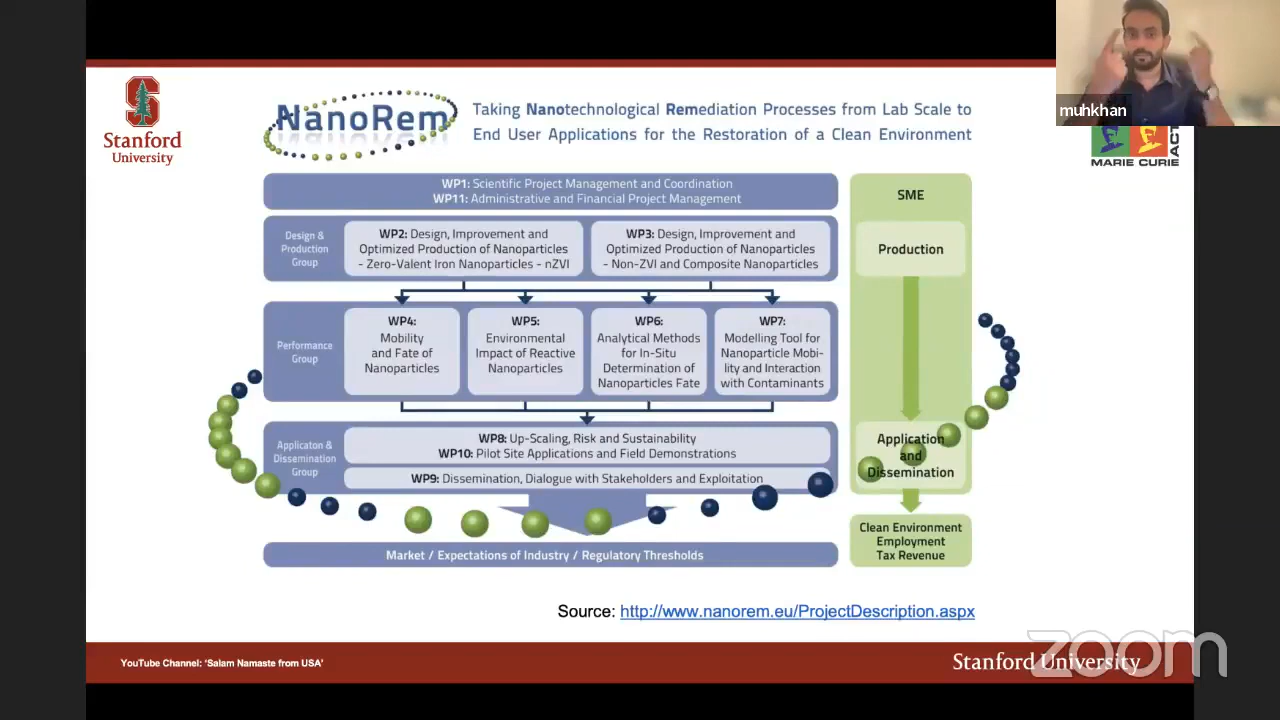 muhkhan
Stanford
University
NanoRem
Taking Nanotechnological Remediation Processes from Lab Scale to
End User Applications for the Restoration of a Clean Environment
MARIE CURIE
ACT
WP1: Scientific Project Management and Coordination
WP11: Administrative and Financial Project Management
Design &
Production
Group
WP2: Design, Improvement and
Optimized Production of Nanoparticles
- Zero-Valent Iron Nanoparticles - nZVI
WP3: Design, Improvement and
Optimized Production of Nanoparticles
- Non-ZVI and Composite Nanoparticles
Performance
Group
WP4:
Mobility
and Fate of
Nanoparticles
WP5:
Environmental
Impact of Reactive
Nanoparticles
WP6:
Analytical Methods
for In-Situ
Determination of
Nanoparticles Fate
WP7:
Modelling Tool for
Nanoparticle Mobi-
lity and Interaction
with Contaminants
Applicaton &
Dissemination
Group
WP8: Up-Scaling, Risk and Sustainability
WP10: Pilot Site Applications and Field Demonstrations
WP9: Dissemination, Dialogue with Stakeholders and Exploitation
Market / Expectations of Industry / Regulatory Thresholds
SME
Production
Application
and
Dissemination
Clean Environment
Employment
Tax Revenue
Source: http://www.nanorem.eu/ProjectDescription.aspx
YouTube Channel: 'Salam Namaste from USA'
Stanford University
zoom